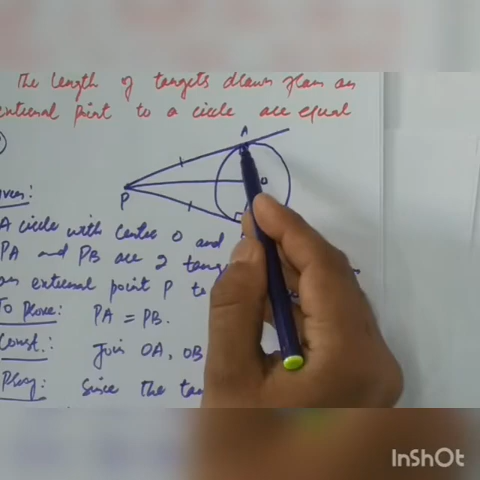 The length of tangets drawn from an
external point to a circle are equal
A
P
O
Given:
A circle with centre O and
PA and PB are 2 tang
an external point P to
To Prove: PA = PB.
Const.: Join OA, OB
Since the tan
InShOt